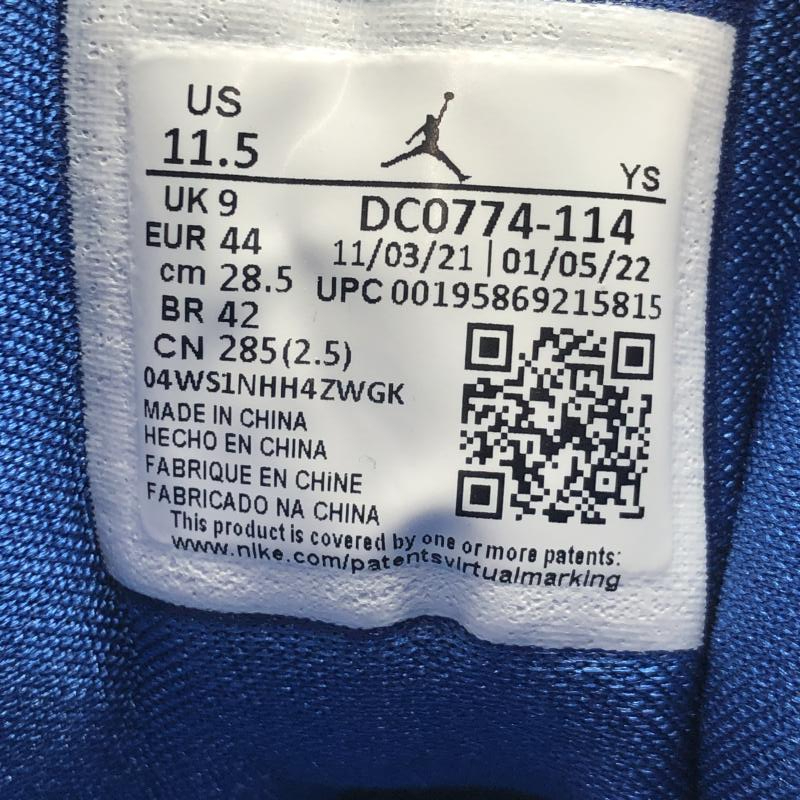 US
11.5
YS
UK 9
DC0774-114
EUR 44
11/03/21 | 01/05/22
cm 28.5
UPC 00195869215815
BR 42
CN 285(2.5)
04WS1NHH4ZWGK
MADE IN CHINA
HECHO EN CHINA
FABRIQUE EN CHiNE
FABRICADO NA CHINA
This product is covered by one or more patents:
www.nike.com/patentsvirtualmarking